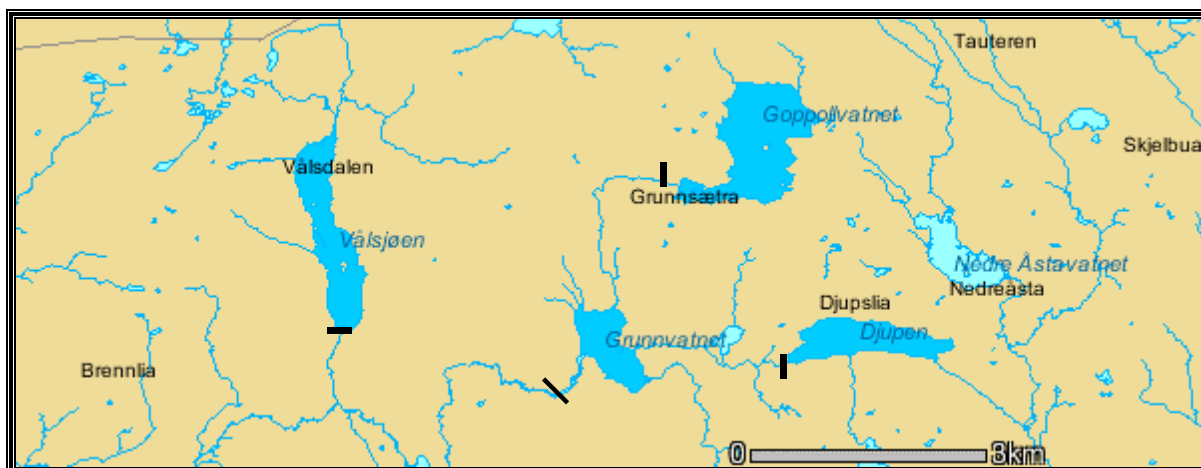 Tauteren
Goppollvatnet
Skjelbua
Vålsdalen
Grunnsætra
Vålsjøen
Nedre Åstavatnet
Nedreåsta
Djupslia
Grunnvatnet
Djupen
Brennlia
0
3km